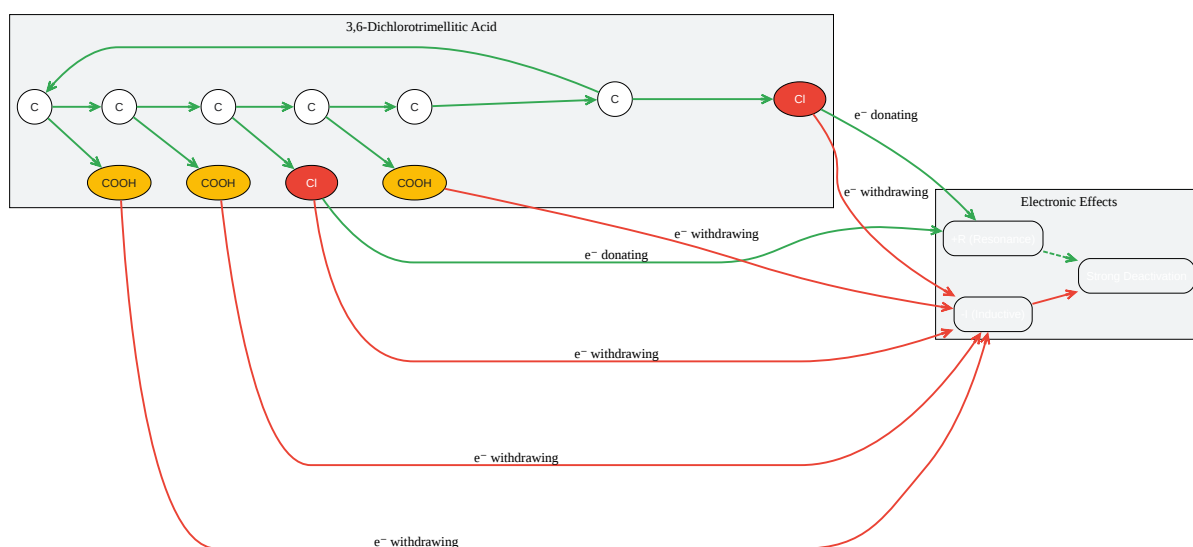 3,6-Dichlorotrimellitic Acid
C
C
C
C
C
C
Cl
COOH
COOH
Cl
COOH
e⁻ donating
e⁻ withdrawing
Electronic Effects
e⁻ withdrawing
+R (Resonance)
e⁻ donating
Strong Deactivation
-I (Inductive)
e⁻ withdrawing
e⁻ withdrawing
e⁻ withdrawing